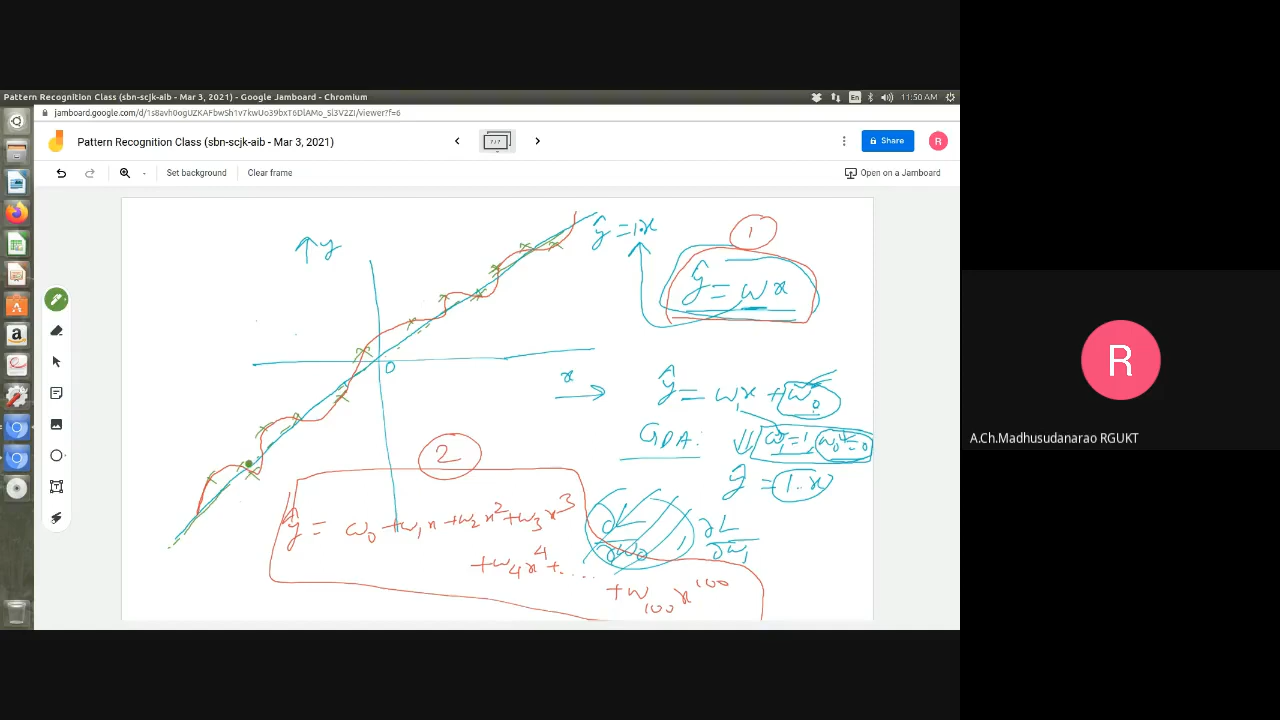 Pattern Recognition Class (sbn-scjk-aib - Mar 3, 2021) - Google Jamboard - Chromium
En
11:50 AM
Pattern Recognition Class (sbn-scjk-aib - Mar 3, 2021)
Share
R
Set background
Clear frame
Open on a Jamboard
↑y
ŷ = 1.x
1
ŷ = wx
0
x →
ŷ = w₁x + w₀
GDA: ↓↓ w₁=1, w₀=0
ŷ = 1.x
2
ŷ = w₀ + w₁x + w₂x² + w₃x³
+ w₄x⁴ + ....
+ w₁₀₀x¹⁰⁰
∂L/∂w₀ , ∂L/∂w₁
R
A.Ch.Madhusudanarao RGUKT